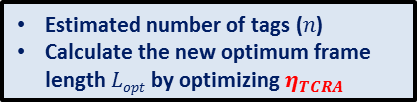 • Estimated number of tags (n)
• Calculate the new optimum frame
length L_opt by optimizing η_TCRA